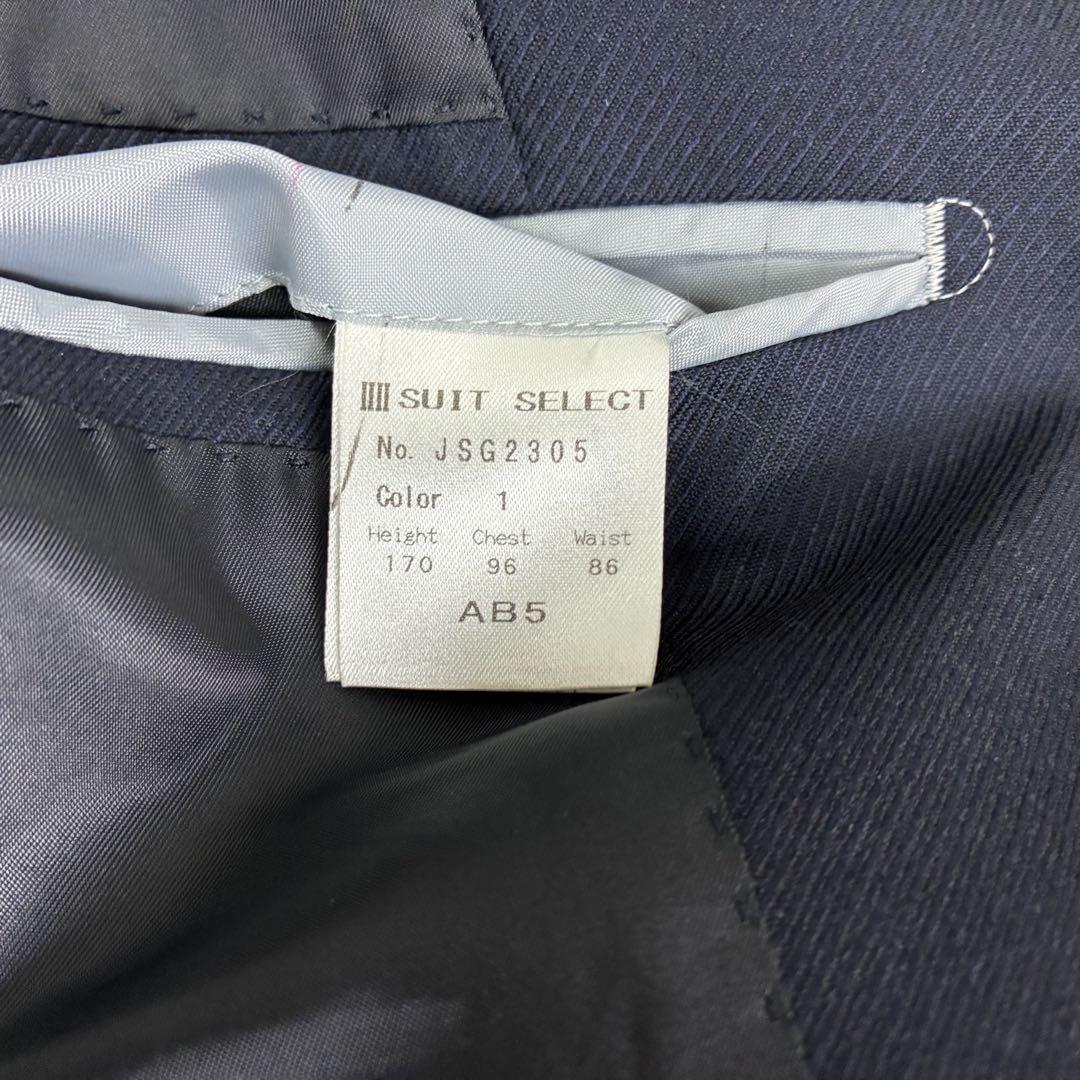 SUIT SELECT
No. JSG2305
Color 1
Height Chest Waist
170 96 86
AB5